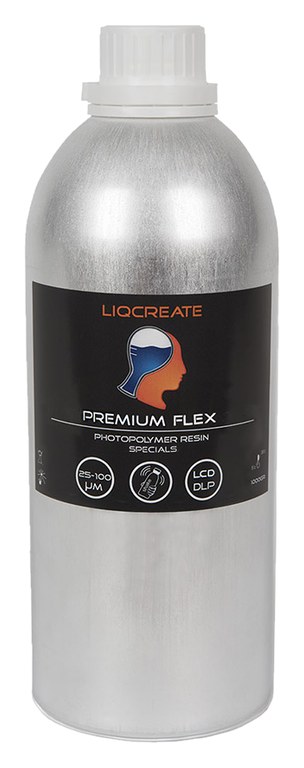 LIQCREATE
PREMIUM FLEX
PHOTOPOLYMER RESIN
SPECIALS
25-100
µM
LCD
DLP